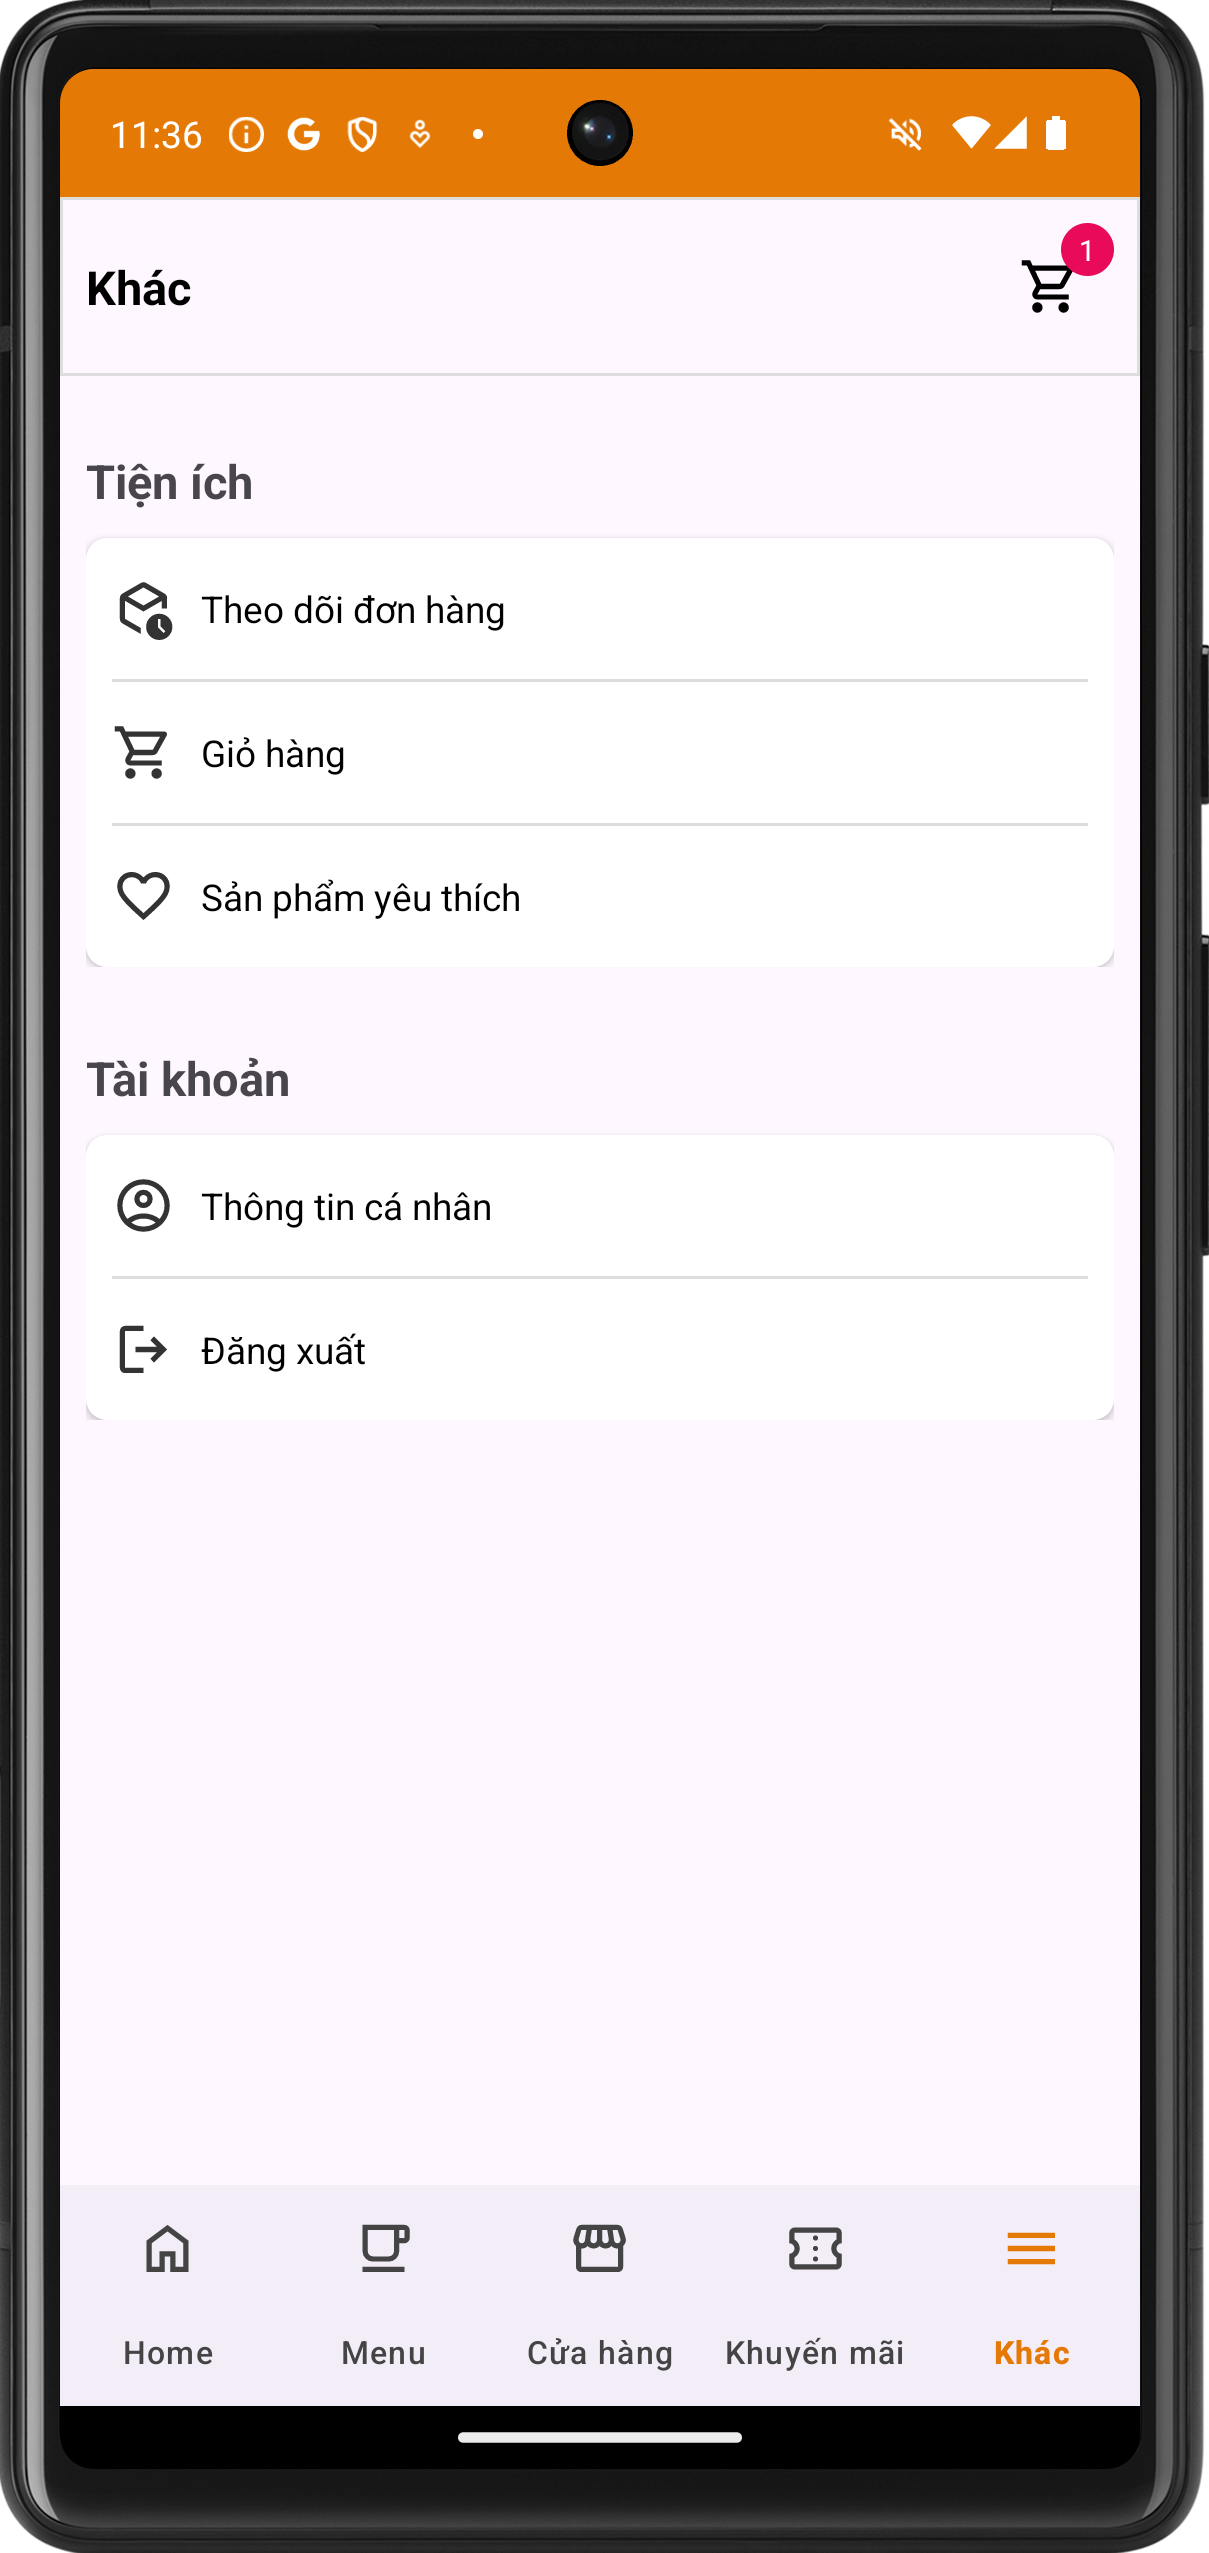 11:36
Khác
1
Tiện ích
Theo dõi đơn hàng
Giỏ hàng
Sản phẩm yêu thích
Tài khoản
Thông tin cá nhân
Đăng xuất
Home Menu Cửa hàng Khuyến mãi Khác